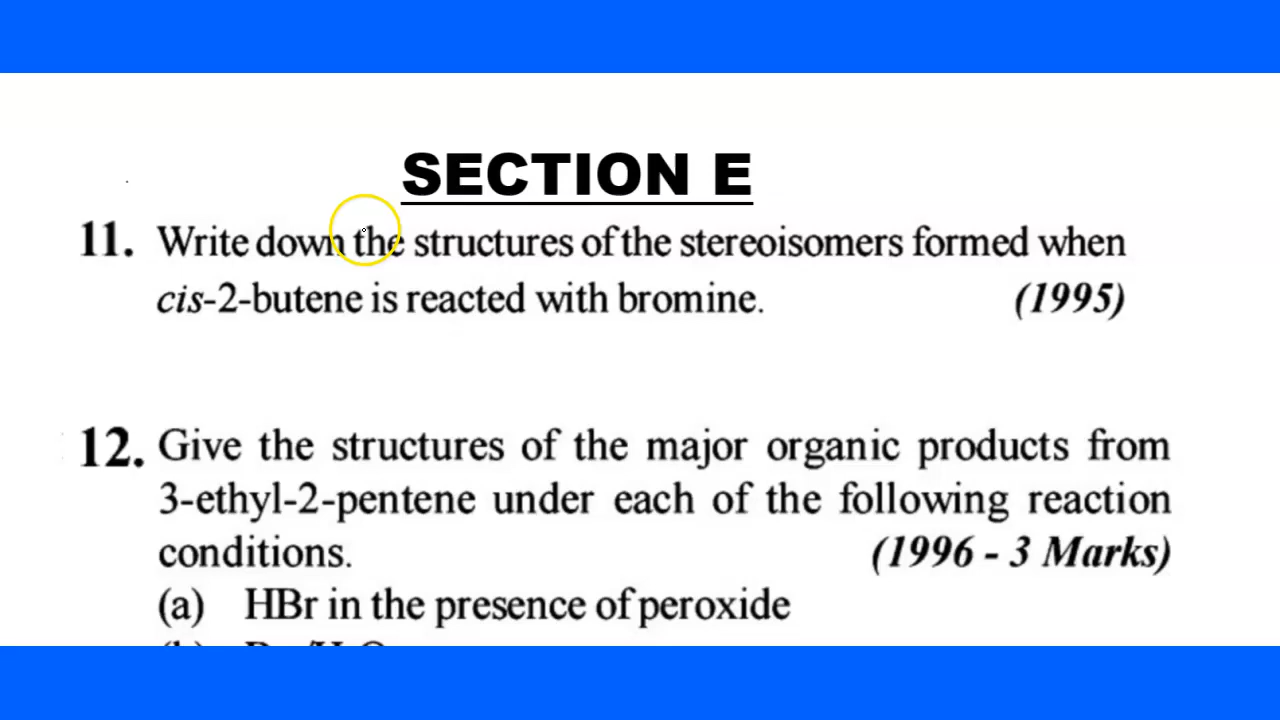 SECTION E
11. Write down the structures of the stereoisomers formed when
cis-2-butene is reacted with bromine. (1995)
12. Give the structures of the major organic products from
3-ethyl-2-pentene under each of the following reaction
conditions. (1996 - 3 Marks)
(a) HBr in the presence of peroxide